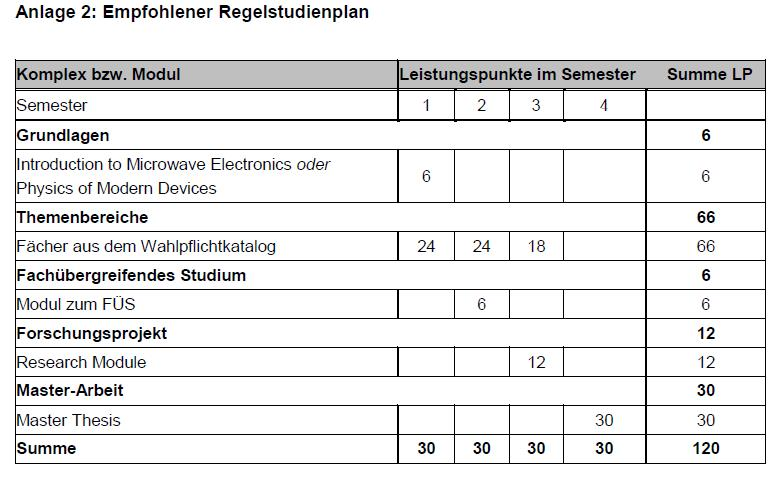 Anlage 2: Empfohlener Regelstudienplan
Komplex bzw. Modul Leistungspunkte im Semester Summe LP
Semester 1 2 3 4
Grundlagen 6
Introduction to Microwave Electronics oder
Physics of Modern Devices 6 6
Themenbereiche 66
Fächer aus dem Wahlpflichtkatalog 24 24 18 66
Fachübergreifendes Studium 6
Modul zum FÜS 6 6
Forschungsprojekt 12
Research Module 12 12
Master-Arbeit 30
Master Thesis 30 30
Summe 30 30 30 30 120